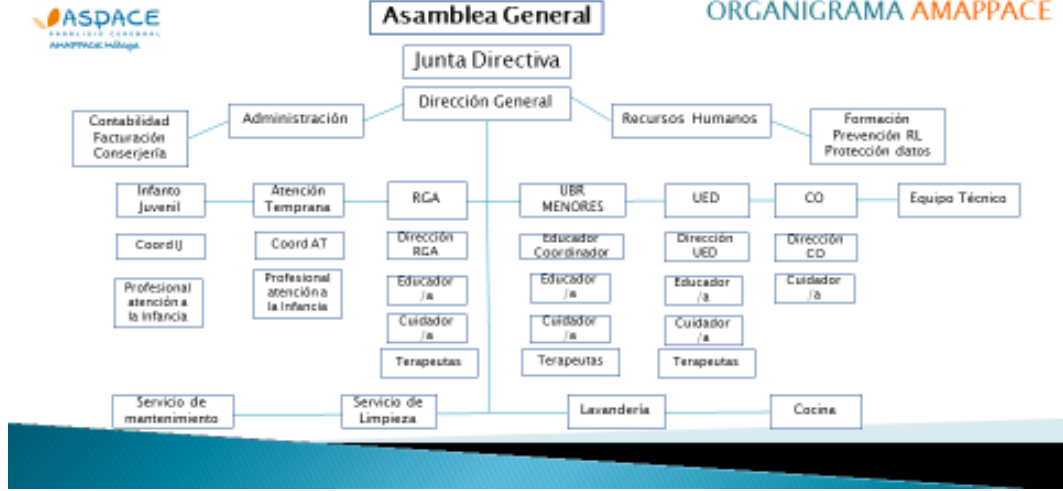 ASPACE
PARALISIS CEREBRAL
AMAPPACE Málaga
Asamblea General
ORGANIGRAMA AMAPPACE
Junta Directiva
Dirección General
Contabilidad
Facturación
Conserjería
Administración
Recursos Humanos
Formación
Prevención RL
Protección datos
Infanto
Juvenil
Atención
Temprana
RGA
UBR
MENORES
UED
CO
Equipo Técnico
Coord IJ
Coord AT
Dirección
RGA
Educador
Coordinador
Dirección
UED
Dirección
CO
Profesional
atención a
la Infancia
Profesional
atención a
la Infancia
Educador
/a
Educador
/a
Educador
/a
Cuidador
/a
Cuidador
/a
Cuidador
/a
Cuidador
/a
Terapeutas
Terapeutas
Terapeutas
Servicio de
mantenimiento
Servicio de
Limpieza
Lavandería
Cocina